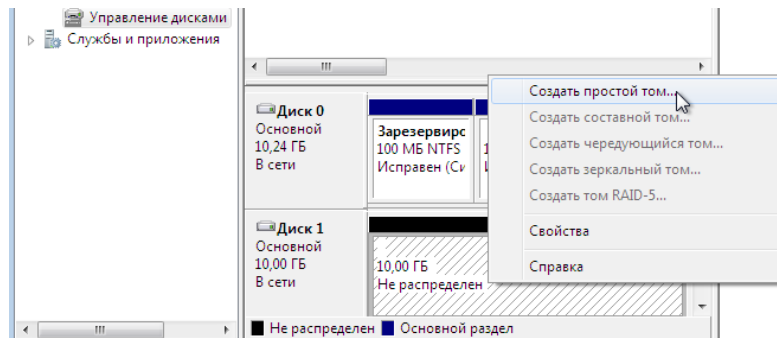 Управление дисками
Службы и приложения
Диск 0
Основной
10,24 ГБ
В сети
Зарезервирс
100 МБ NTFS
Исправен (Си
Создать простой том...
Создать составной том...
Создать чередующийся том...
Создать зеркальный том...
Создать том RAID-5...
Свойства
Справка
Диск 1
Основной
10,00 ГБ
В сети
10,00 ГБ
Не распределен
Не распределен
Основной раздел